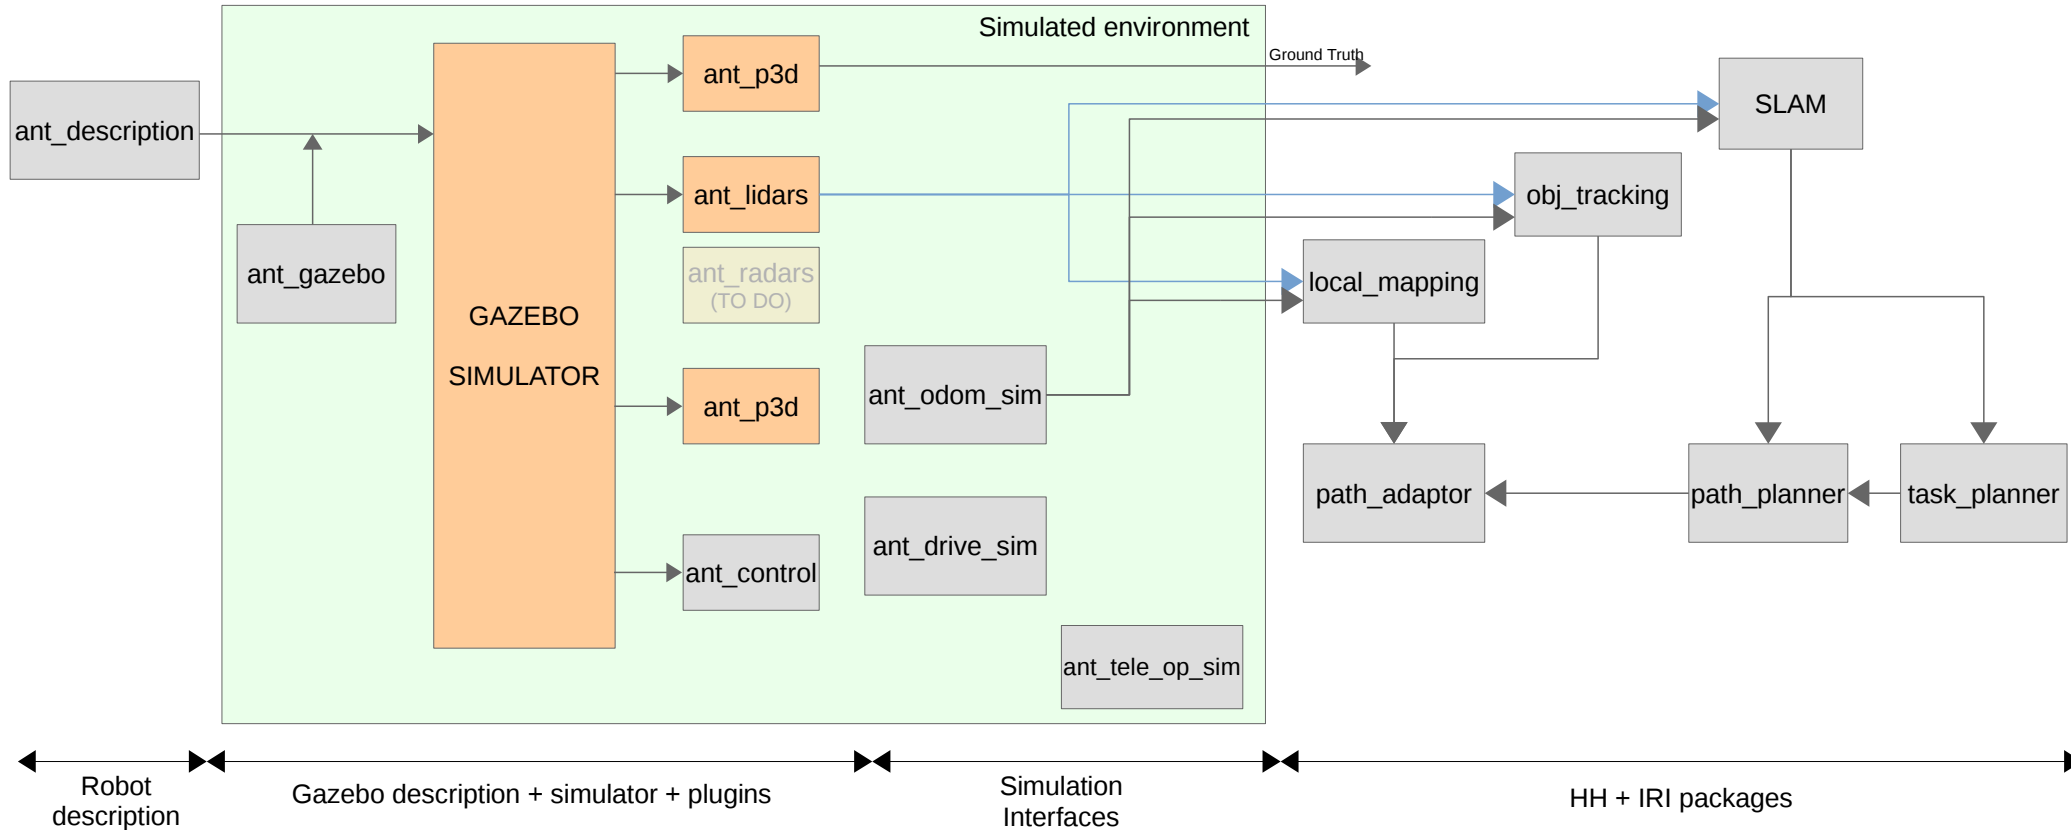 Simulated environment
ant_p3d
Ground Truth
ant_description
SLAM
ant_lidars
obj_tracking
ant_gazebo
ant_radars
(TO DO)
local_mapping
GAZEBO
SIMULATOR
ant_p3d
ant_odom_sim
path_adaptor
path_planner
task_planner
ant_control
ant_drive_sim
ant_tele_op_sim
Robot
description
Gazebo description + simulator + plugins
Simulation
Interfaces
HH + IRI packages